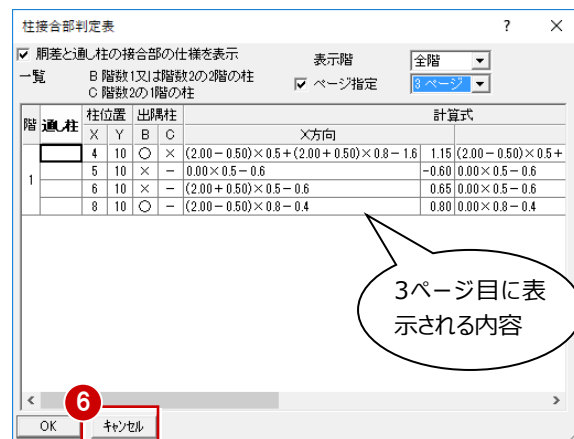 柱接合部判定表 ? ×
胴差と通し柱の接合部の仕様を表示 表示階 全階
一覧 B 階数1又は階数2の2階の柱 ページ指定 3 ページ
C 階数2の1階の柱
階 通し柱 柱位置 出隅柱 計算式
X Y B C X方向
1
4 10 ○ × (2.00-0.50)×0.5+(2.00+0.50)×0.8-1.6 1.15 (2.00-0.50)×0.5+
5 10 × - 0.00×0.5-0.6 -0.60 0.00×0.5-0.6
6 10 × - (2.00+0.50)×0.5-0.6 0.65 0.00×0.5-0.6
8 10 ○ - (2.00-0.50)×0.8-0.4 0.80 0.00×0.8-0.4
3ページ目に表
示される内容
6
OK キャンセル